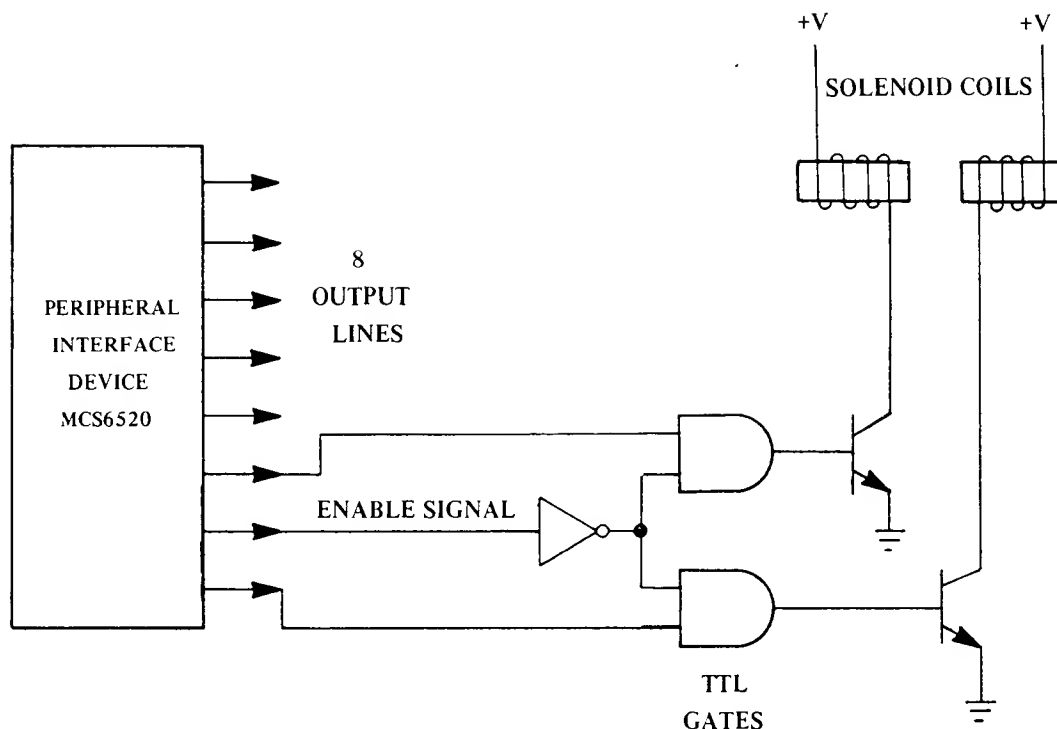 +V
+V
SOLENOID COILS
8
OUTPUT
LINES
PERIPHERAL
INTERFACE
DEVICE
MCS6520
ENABLE SIGNAL
TTL
GATES